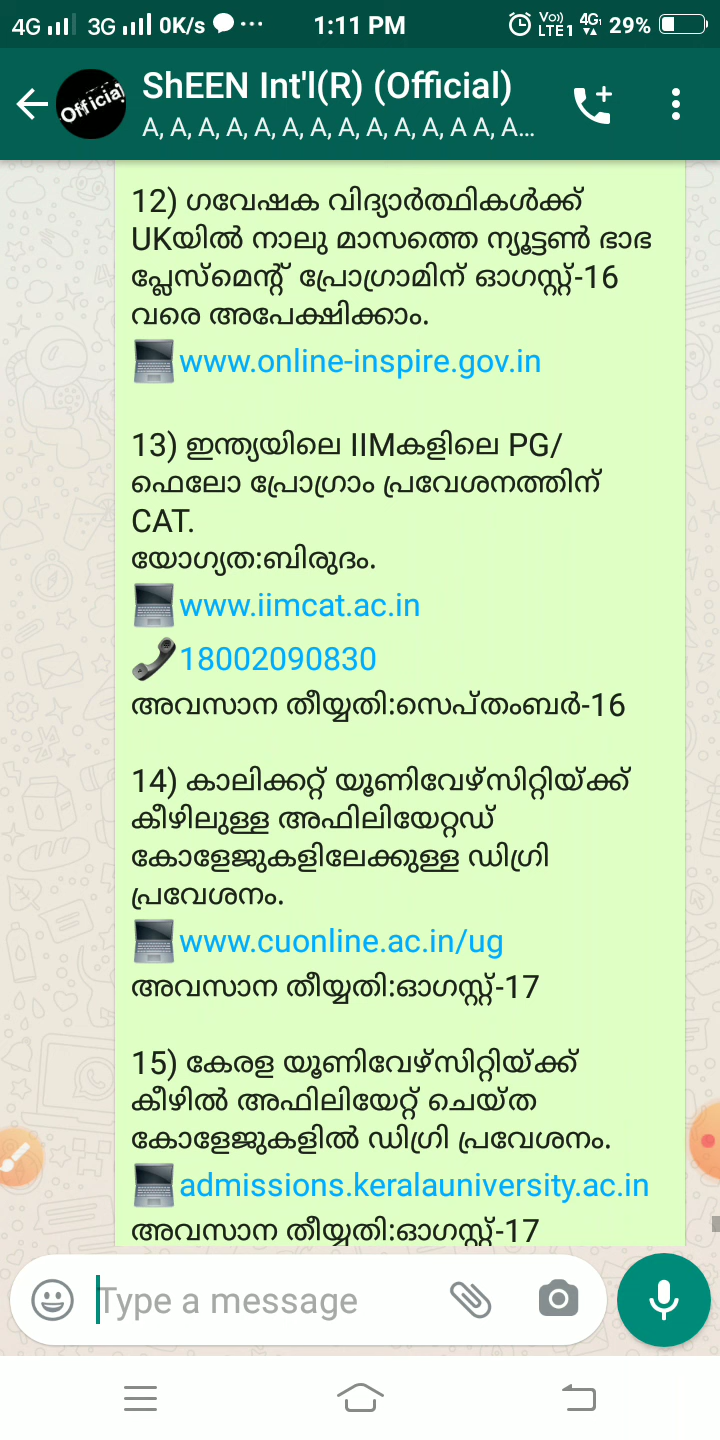 4G 3G 0K/s ... 1:11 PM Vo)) LTE1 4G 29%
ShEEN Int'l(R) (Official)
Official
A, A, A, A, A, A, A, A, A, A, A, A A, A...
12) ഗവേഷക വിദ്യാർത്ഥികൾക്ക്
UKയിൽ നാലു മാസത്തെ ന്യൂട്ടൺ ഭാഭ
പ്ലേസ്മെന്റ് പ്രോഗ്രാമിന് ഓഗസ്റ്റ്-16
വരെ അപേക്ഷിക്കാം.
www.online-inspire.gov.in
13) ഇന്ത്യയിലെ IIMകളിലെ PG/
ഫെലോ പ്രോഗ്രാം പ്രവേശനത്തിന്
CAT.
യോഗ്യത:ബിരുദം.
www.iimcat.ac.in
18002090830
അവസാന തീയ്യതി:സെപ്തംബർ-16
14) കാലിക്കറ്റ് യൂണിവേഴ്സിറ്റിയ്ക്ക്
കീഴിലുള്ള അഫിലിയേറ്റഡ്
കോളേജുകളിലേക്കുള്ള ഡിഗ്രി
പ്രവേശനം.
www.cuonline.ac.in/ug
അവസാന തീയ്യതി:ഓഗസ്റ്റ്-17
15) കേരള യൂണിവേഴ്സിറ്റിയ്ക്ക്
കീഴിൽ അഫിലിയേറ്റ് ചെയ്ത
കോളേജുകളിൽ ഡിഗ്രി പ്രവേശനം.
admissions.keralauniversity.ac.in
അവസാന തീയ്യതി:ഓഗസ്റ്റ്-17
Type a message